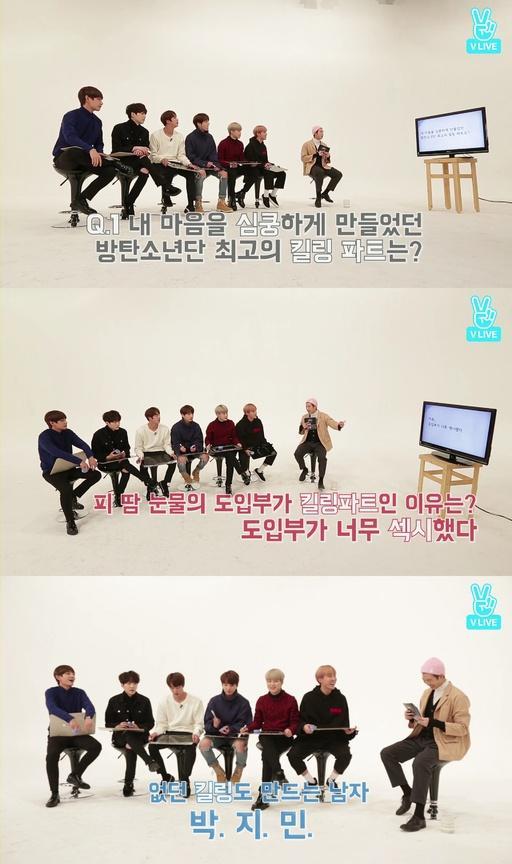 V LIVE
Q.1 내 마음을 심쿵하게 만들었던
방탄소년단 최고의 킬링 파트는?
V LIVE
피 땀 눈물의 도입부가 킬링파트인 이유는?
도입부가 너무 섹시했다
V LIVE
없던 킬링도 만드는 남자
박. 지. 민.